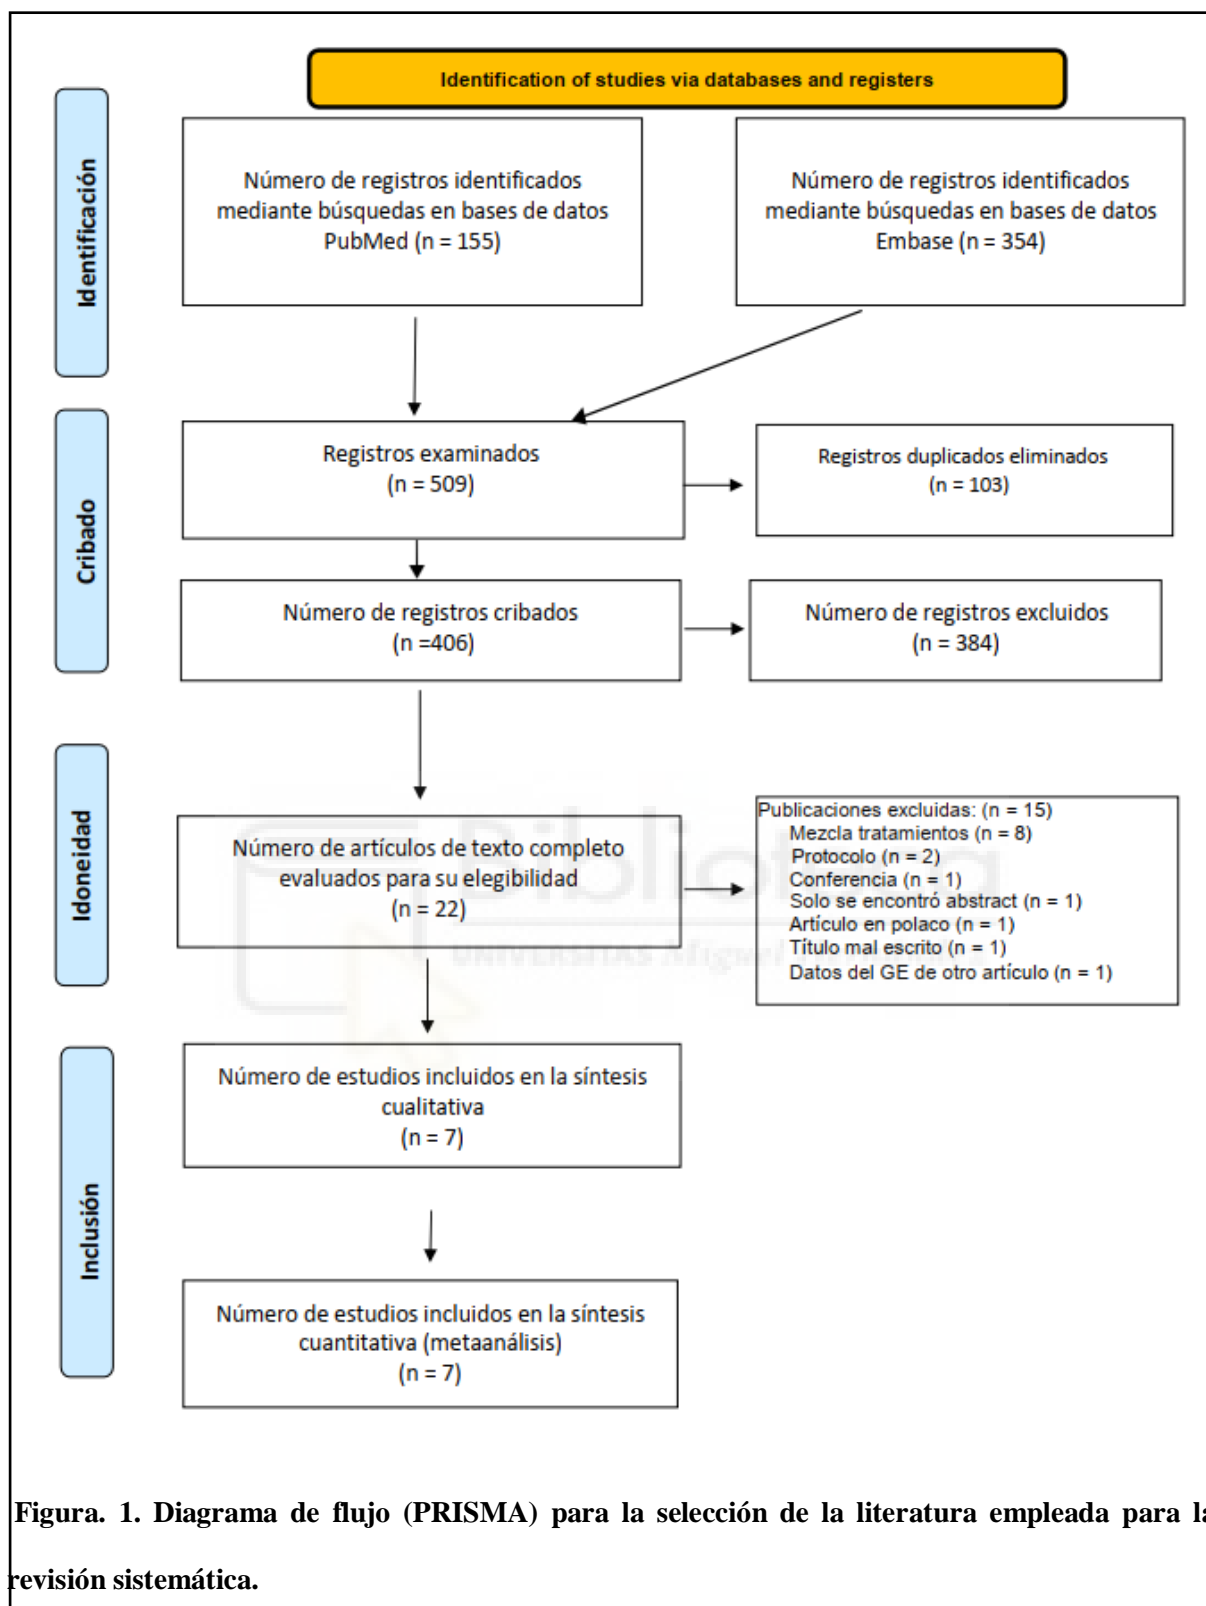 Identification of studies via databases and registers
Identificación
Número de registros identificados
mediante búsquedas en bases de datos
PubMed (n = 155)
Número de registros identificados
mediante búsquedas en bases de datos
Embase (n = 354)
Cribado
Registros examinados
(n = 509)
Registros duplicados eliminados
(n = 103)
Número de registros cribados
(n =406)
Número de registros excluidos
(n = 384)
Idoneidad
Número de artículos de texto completo
evaluados para su elegibilidad
(n = 22)
Publicaciones excluidas: (n = 15)
Mezcla tratamientos (n = 8)
Protocolo (n = 2)
Conferencia (n = 1)
Solo se encontró abstract (n = 1)
Artículo en polaco (n = 1)
Título mal escrito (n = 1)
Datos del GE de otro artículo (n = 1)
Biblioteca
UNIVERSITAS Miguel
Inclusión
Número de estudios incluidos en la síntesis
cualitativa
(n = 7)
Número de estudios incluidos en la síntesis
cuantitativa (metaanálisis)
(n = 7)
Figura. 1. Diagrama de flujo (PRISMA) para la selección de la literatura empleada para la
revisión sistemática.